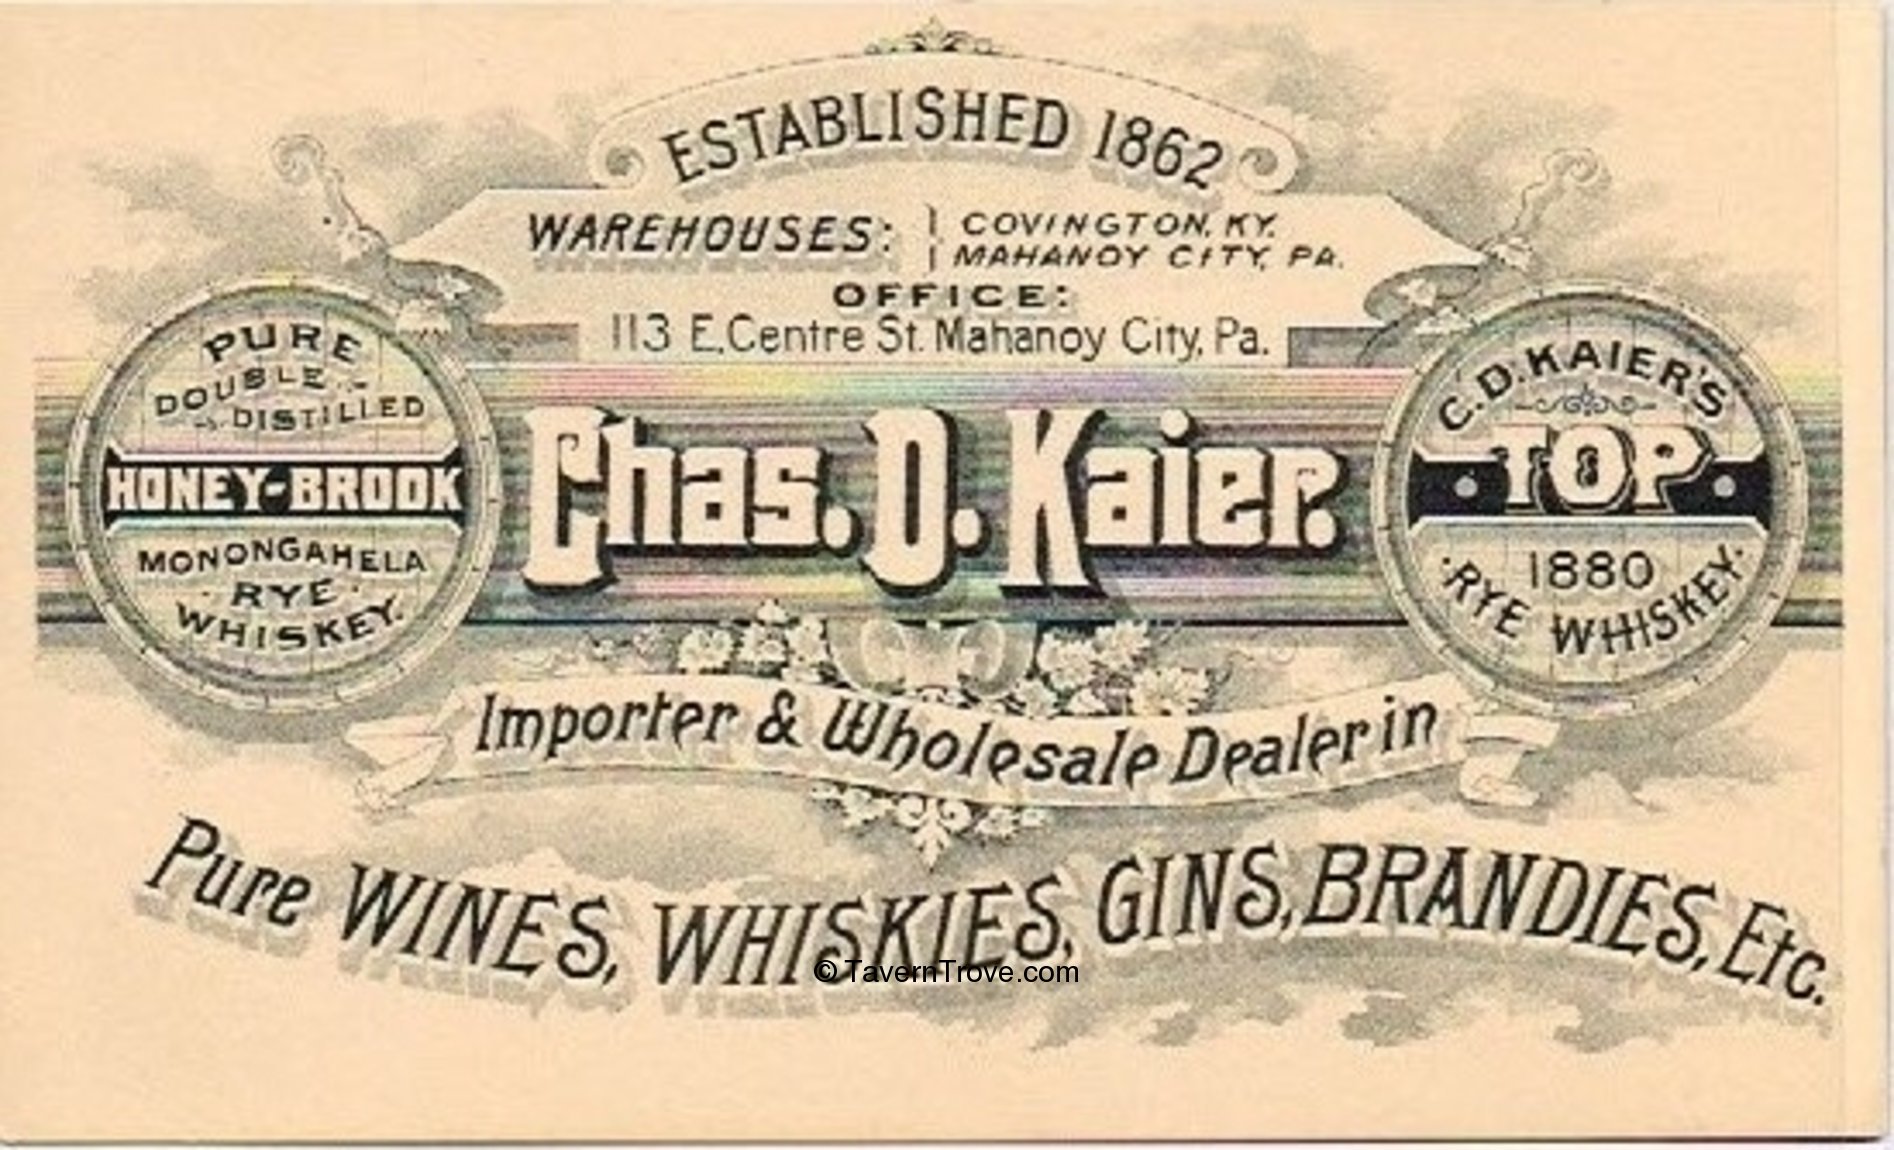 ESTABLISHED 1862
WAREHOUSES: COVINGTON, KY.
MAHANOY CITY, PA.
OFFICE:
113 E. Centre St. Mahanoy City, Pa.
PURE
DOUBLE
DISTILLED
HONEY-BROOK
MONONGAHELA
RYE
WHISKEY.
Chas. D. Kaier.
C. D. KAIER'S
TOP
1880
RYE WHISKEY.
Importer & Wholesale Dealer in
Pure WINES, WHISKIES, GINS, BRANDIES, Etc.
© TavernTrove.com